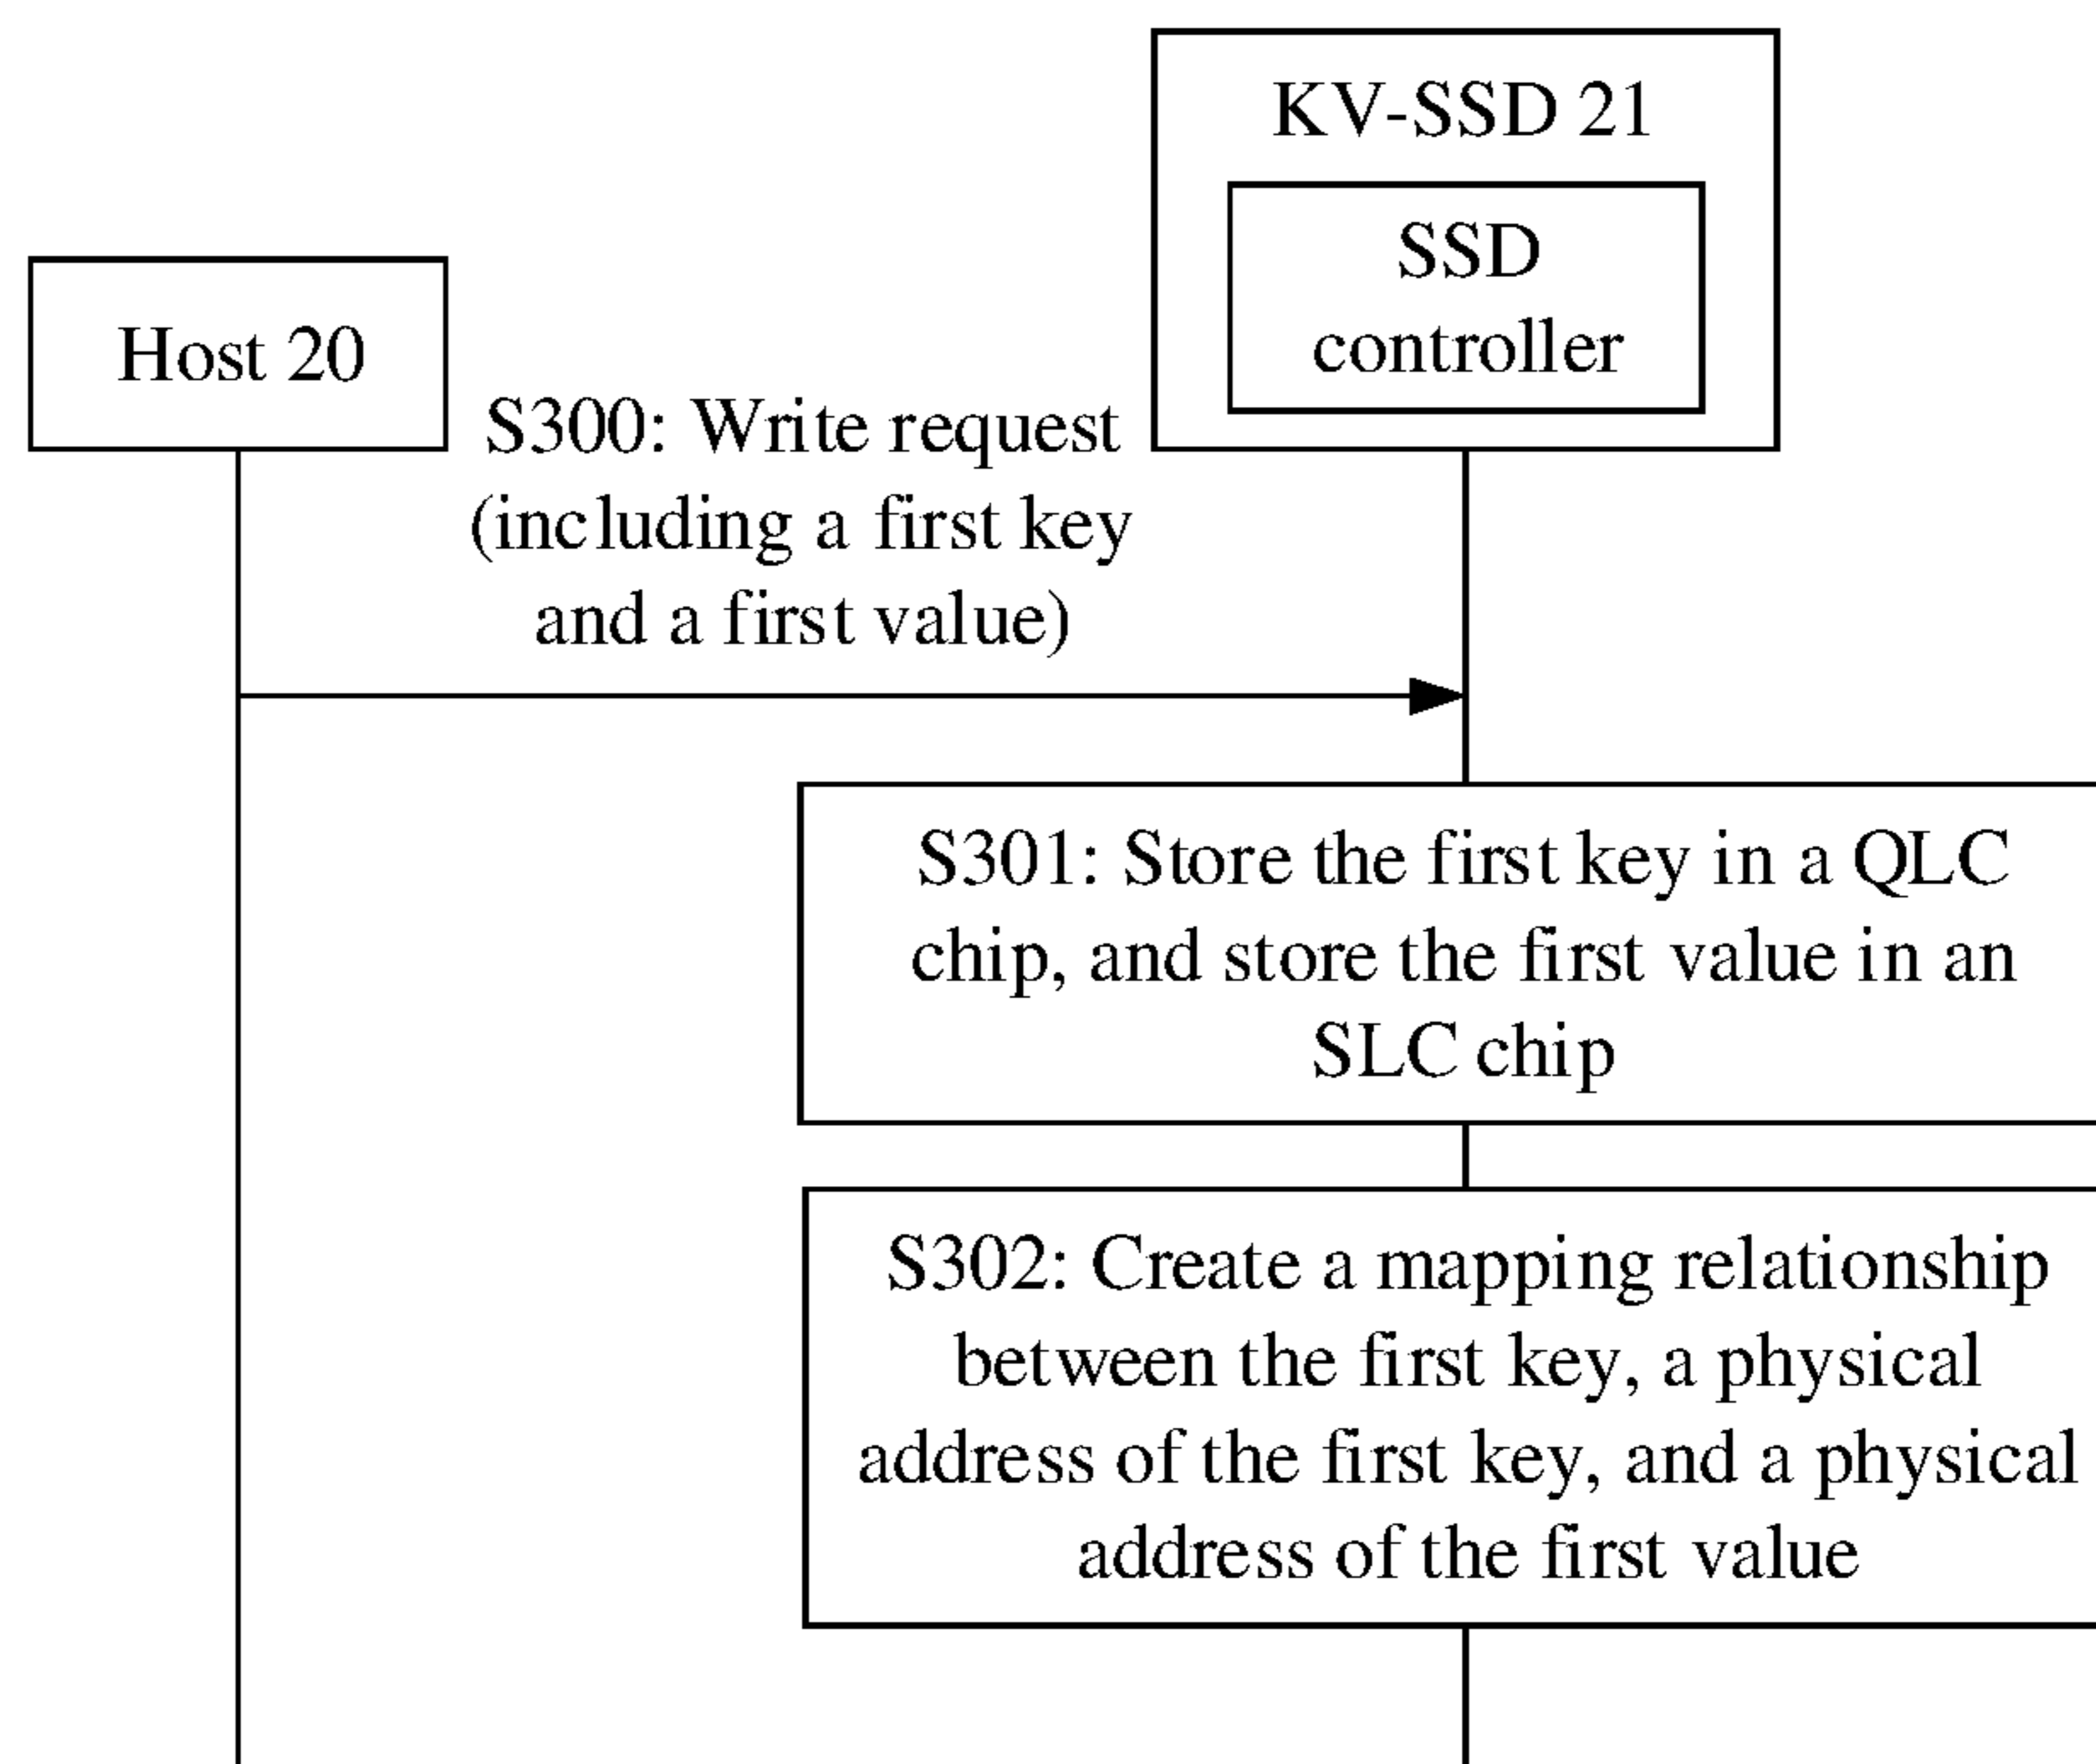 KV-SSD 21
SSD
controller
Host 20
S300: Write request
(including a first key
and a first value)
S301: Store the first key in a QLC
chip, and store the first value in an
SLC chip
S302: Create a mapping relationship
between the first key, a physical
address of the first key, and a physical
address of the first value